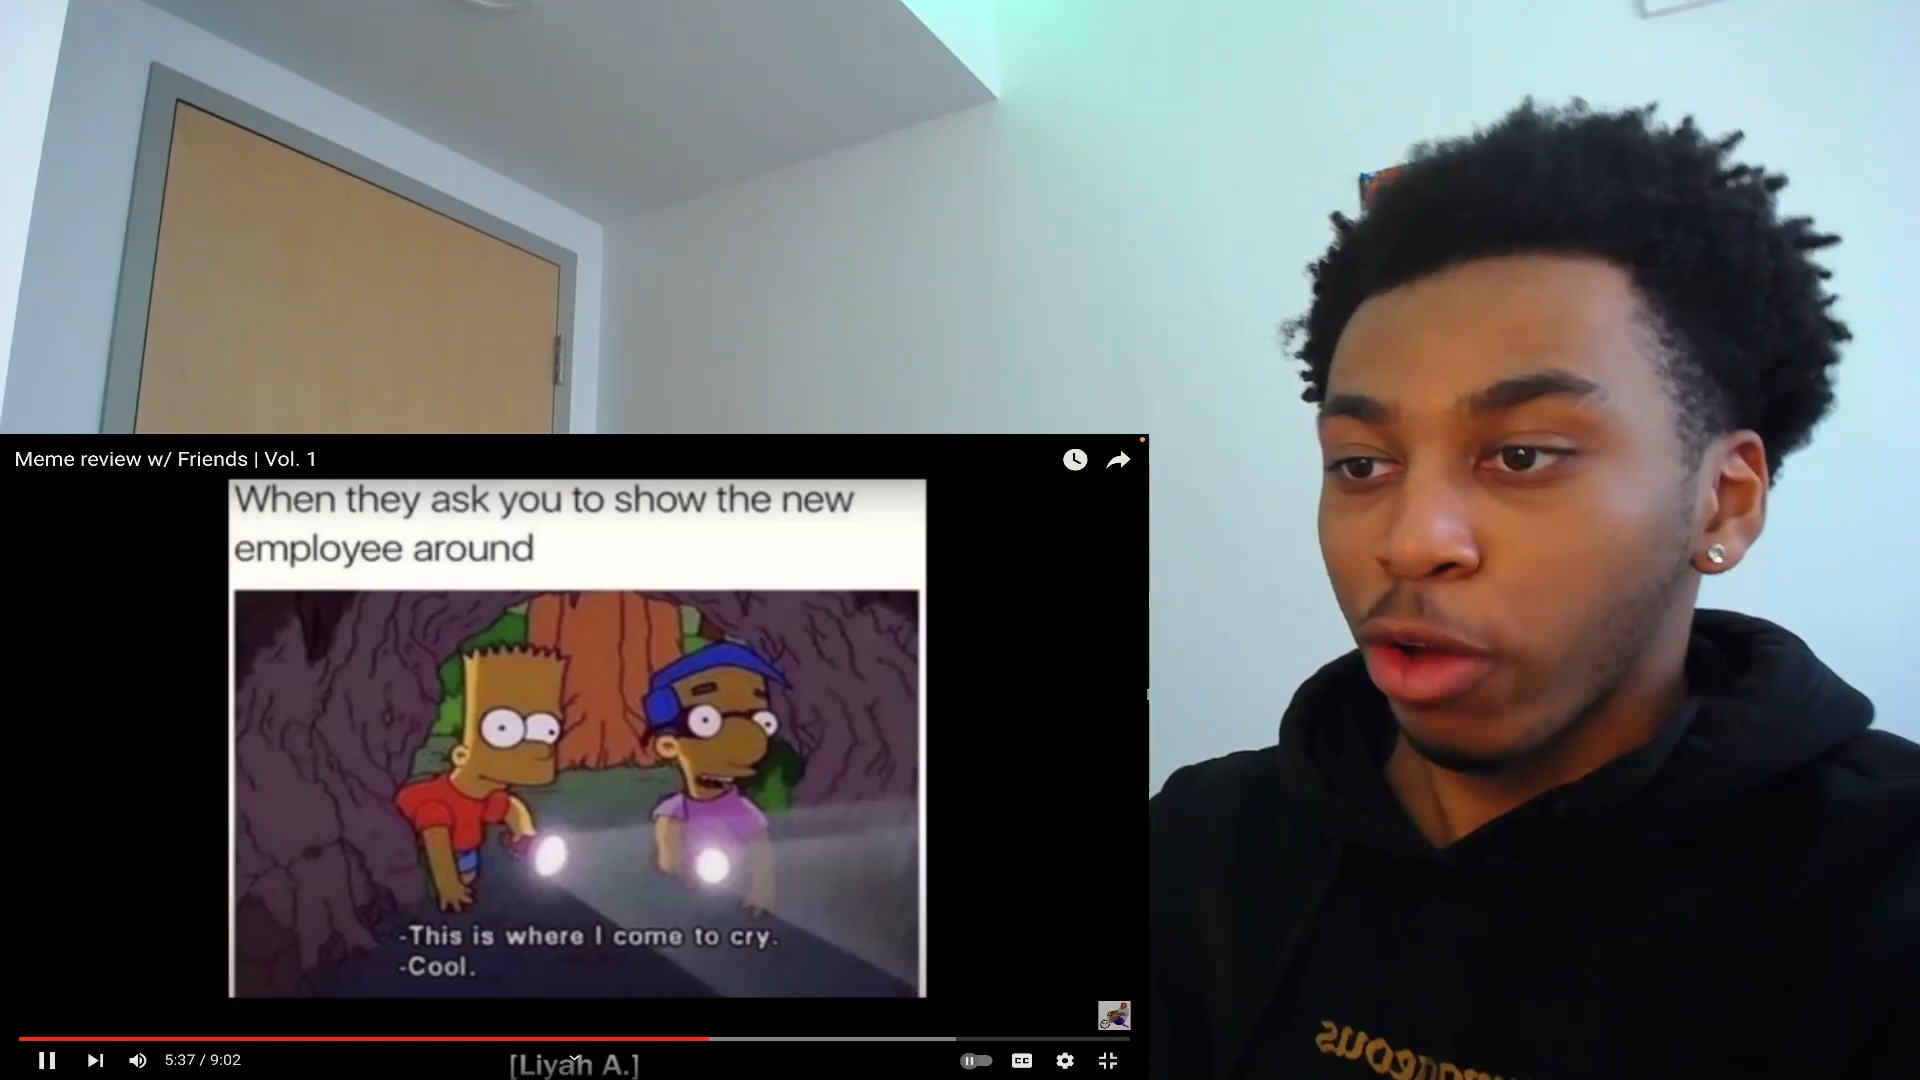 Meme review w/ Friends | Vol. 1
When they ask you to show the new
employee around
-This is where I come to cry.
-Cool.
5:37 / 9:02
[Liyah A.]
CC